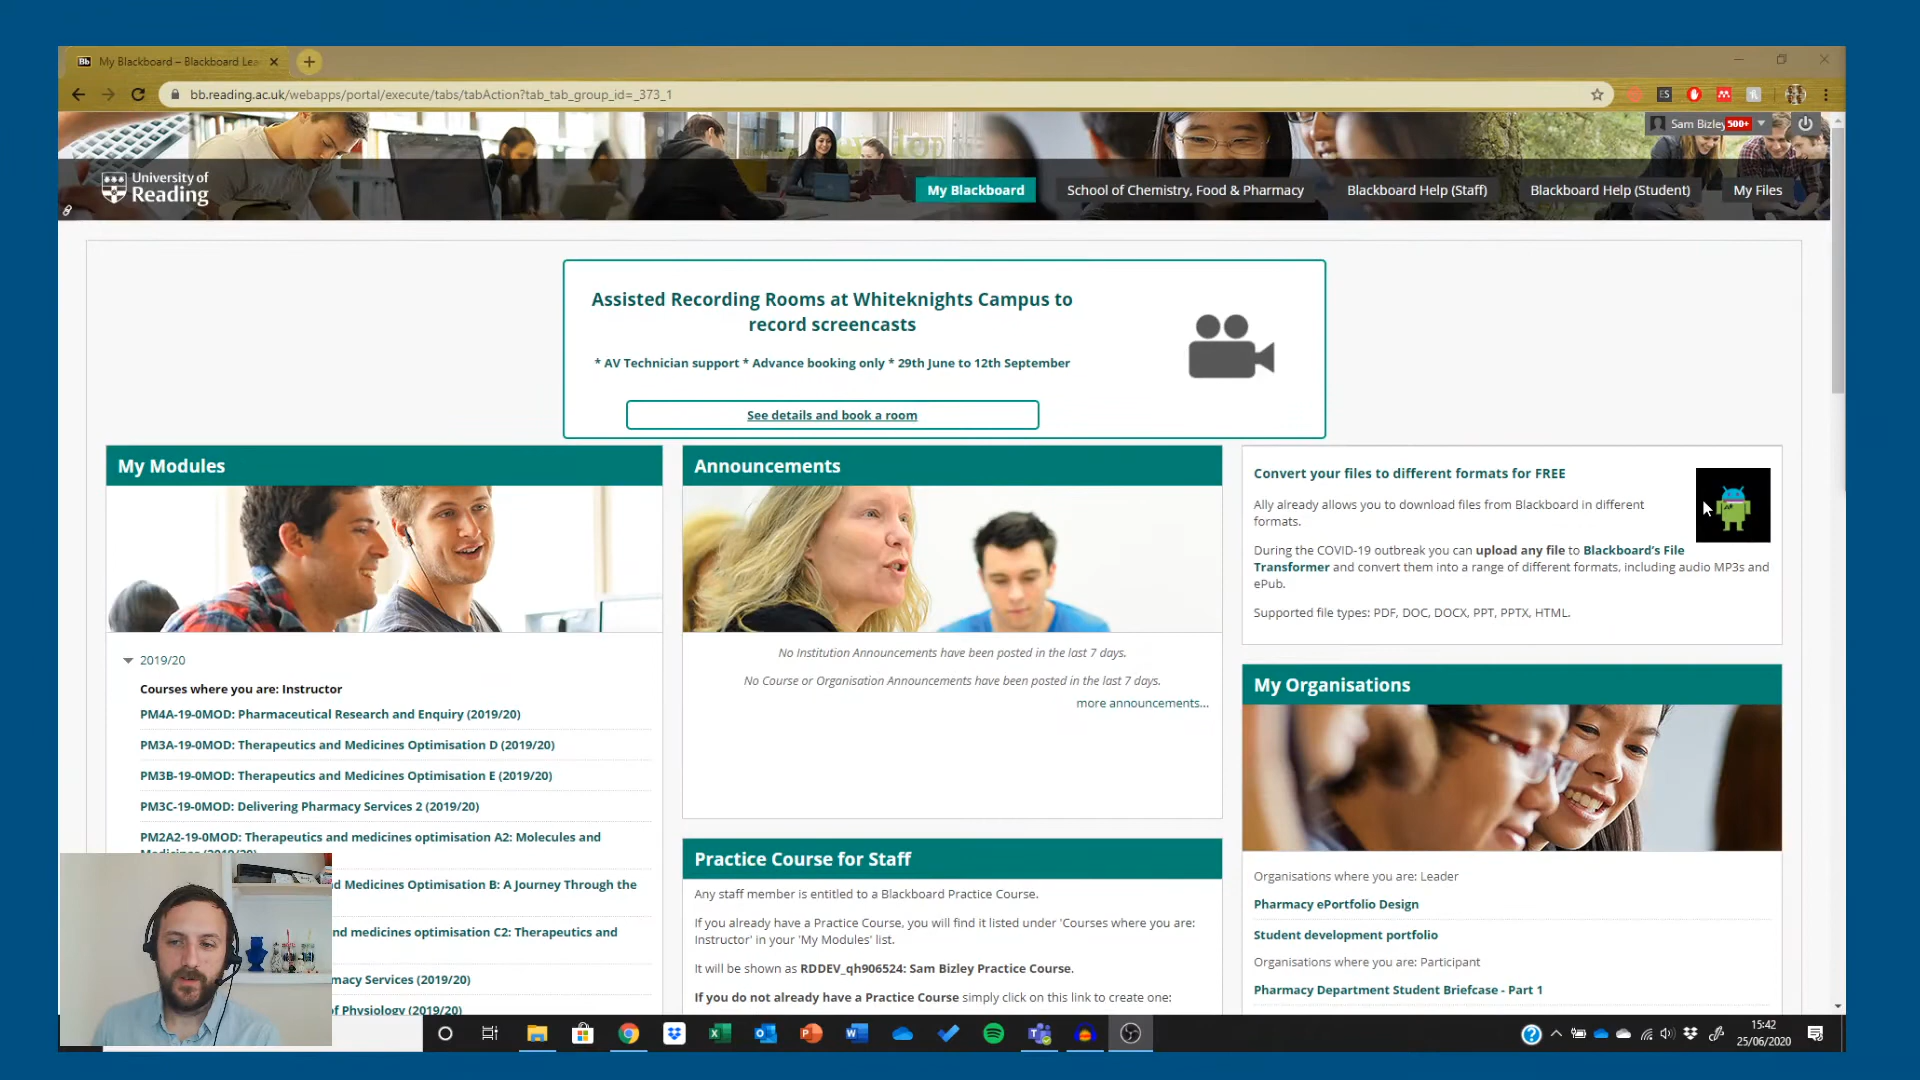 My Blackboard – Blackboard Lea
bb.reading.ac.uk/webapps/portal/execute/tabs/tabAction?tab_tab_group_id=_373_1
Sam Bizley 500+
University of
Reading
My Blackboard
School of Chemistry, Food & Pharmacy
Blackboard Help (Staff)
Blackboard Help (Student)
My Files
Assisted Recording Rooms at Whiteknights Campus to
record screencasts
* AV Technician support * Advance booking only * 29th June to 12th September
See details and book a room
My Modules
2019/20
Courses where you are: Instructor
PM4A-19-0MOD: Pharmaceutical Research and Enquiry (2019/20)
PM3A-19-0MOD: Therapeutics and Medicines Optimisation D (2019/20)
PM3B-19-0MOD: Therapeutics and Medicines Optimisation E (2019/20)
PM3C-19-0MOD: Delivering Pharmacy Services 2 (2019/20)
PM2A2-19-0MOD: Therapeutics and medicines optimisation A2: Molecules and
Medicines (2019/20)
d Medicines Optimisation B: A Journey Through the
nd medicines optimisation C2: Therapeutics and
macy Services (2019/20)
f Physiology (2019/20)
Announcements
No Institution Announcements have been posted in the last 7 days.
No Course or Organisation Announcements have been posted in the last 7 days.
more announcements...
Practice Course for Staff
Any staff member is entitled to a Blackboard Practice Course.
If you already have a Practice Course, you will find it listed under 'Courses where you are:
Instructor' in your 'My Modules' list.
It will be shown as RDDEV_qh906524: Sam Bizley Practice Course.
If you do not already have a Practice Course simply click on this link to create one:
Convert your files to different formats for FREE
Ally already allows you to download files from Blackboard in different
formats.
During the COVID-19 outbreak you can upload any file to Blackboard's File
Transformer and convert them into a range of different formats, including audio MP3s and
ePub.
Supported file types: PDF, DOC, DOCX, PPT, PPTX, HTML.
My Organisations
Organisations where you are: Leader
Pharmacy ePortfolio Design
Student development portfolio
Organisations where you are: Participant
Pharmacy Department Student Briefcase - Part 1
15:42
25/06/2020